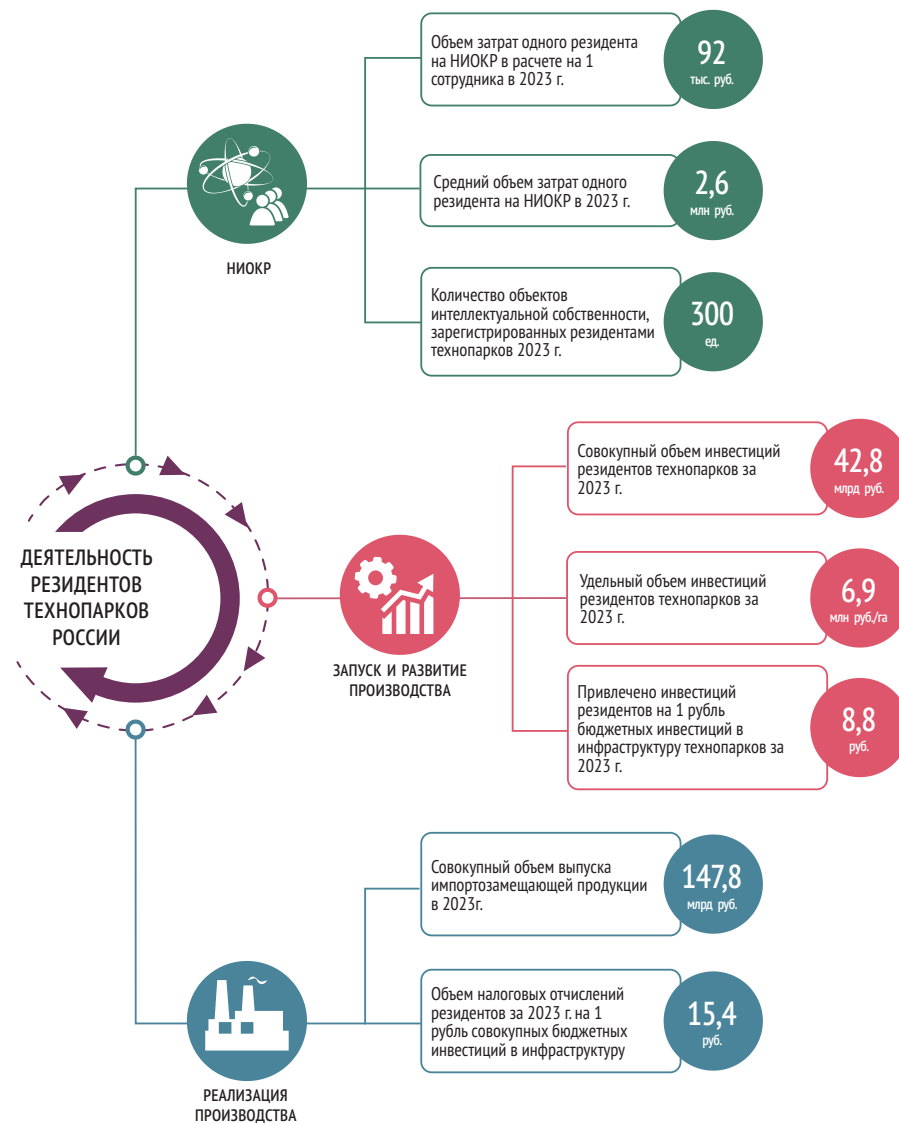 Объем затрат одного резидента
на НИОКР в расчете на 1
сотрудника в 2023 г.
92
тыс. руб.
Средний объем затрат одного
резидента на НИОКР в 2023 г.
2,6
млн руб.
НИОКР
Количество объектов
интеллектуальной собственности,
зарегистрированных резидентами
технопарков 2023 г.
300
ед.
Совокупный объем инвестиций
резидентов технопарков за
2023 г.
42,8
млрд руб.
ДЕЯТЕЛЬНОСТЬ
РЕЗИДЕНТОВ
ТЕХНОПАРКОВ
РОССИИ
Удельный объем инвестиций
резидентов технопарков за
2023 г.
6,9
млн руб./га
ЗАПУСК И РАЗВИТИЕ
ПРОИЗВОДСТВА
Привлечено инвестиций
резидентов на 1 рубль
бюджетных инвестиций в
инфраструктуру технопарков за
2023 г.
8,8
руб.
Совокупный объем выпуска
импортозамещающей продукции
в 2023г.
147,8
млрд руб.
Объем налоговых отчислений
резидентов за 2023 г. на 1
рубль совокупных бюджетных
инвестиций в инфраструктуру
15,4
руб.
РЕАЛИЗАЦИЯ
ПРОИЗВОДСТВА